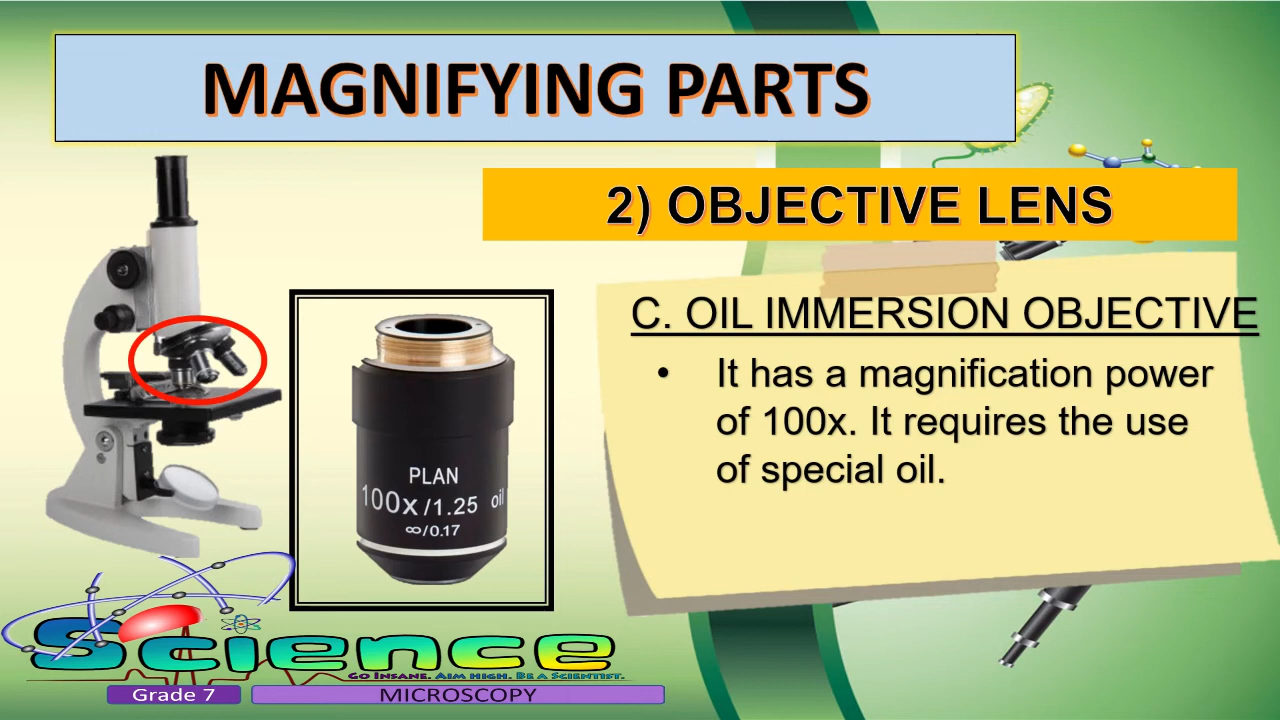 MAGNIFYING PARTS
2) OBJECTIVE LENS
C. OIL IMMERSION OBJECTIVE
• It has a magnification power
of 100x. It requires the use
of special oil.
PLAN
100x/1.25 oil
∞/0.17
Science
GO INSANE. AIM HIGH. BE A SCIENTIST.
Grade 7
MICROSCOPY